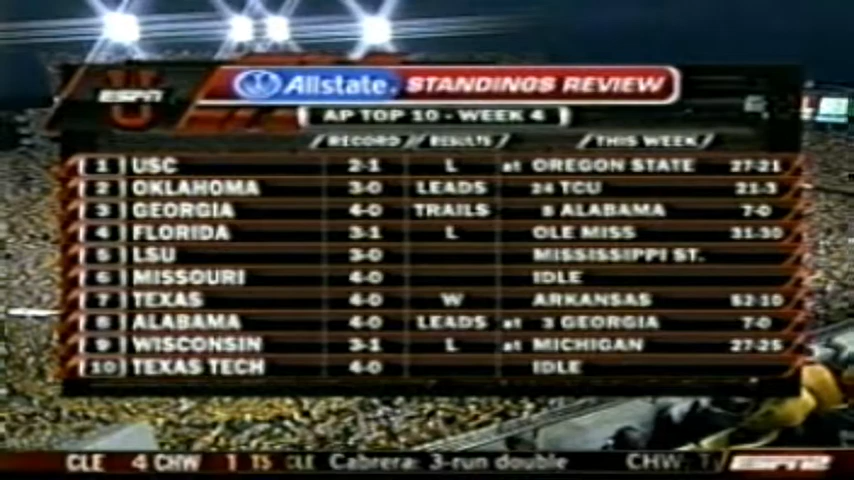 Allstate. STANDINGS REVIEW
ESPN U
AP TOP 10 - WEEK 4
RECORD RESULTS THIS WEEK
1 USC 2-1 L at OREGON STATE 27-21
2 OKLAHOMA 3-0 LEADS 24 TCU 21-3
3 GEORGIA 4-0 TRAILS 8 ALABAMA 7-0
4 FLORIDA 3-1 L OLE MISS 31-30
5 LSU 3-0 MISSISSIPPI ST.
6 MISSOURI 4-0 IDLE
7 TEXAS 4-0 W ARKANSAS 52-10
8 ALABAMA 4-0 LEADS at 3 GEORGIA 7-0
9 WISCONSIN 3-1 L at MICHIGAN 27-25
10 TEXAS TECH 4-0 IDLE
CLE 4 CHW 1 T5 CLE Cabrera: 3-run double CHW: ESPN2